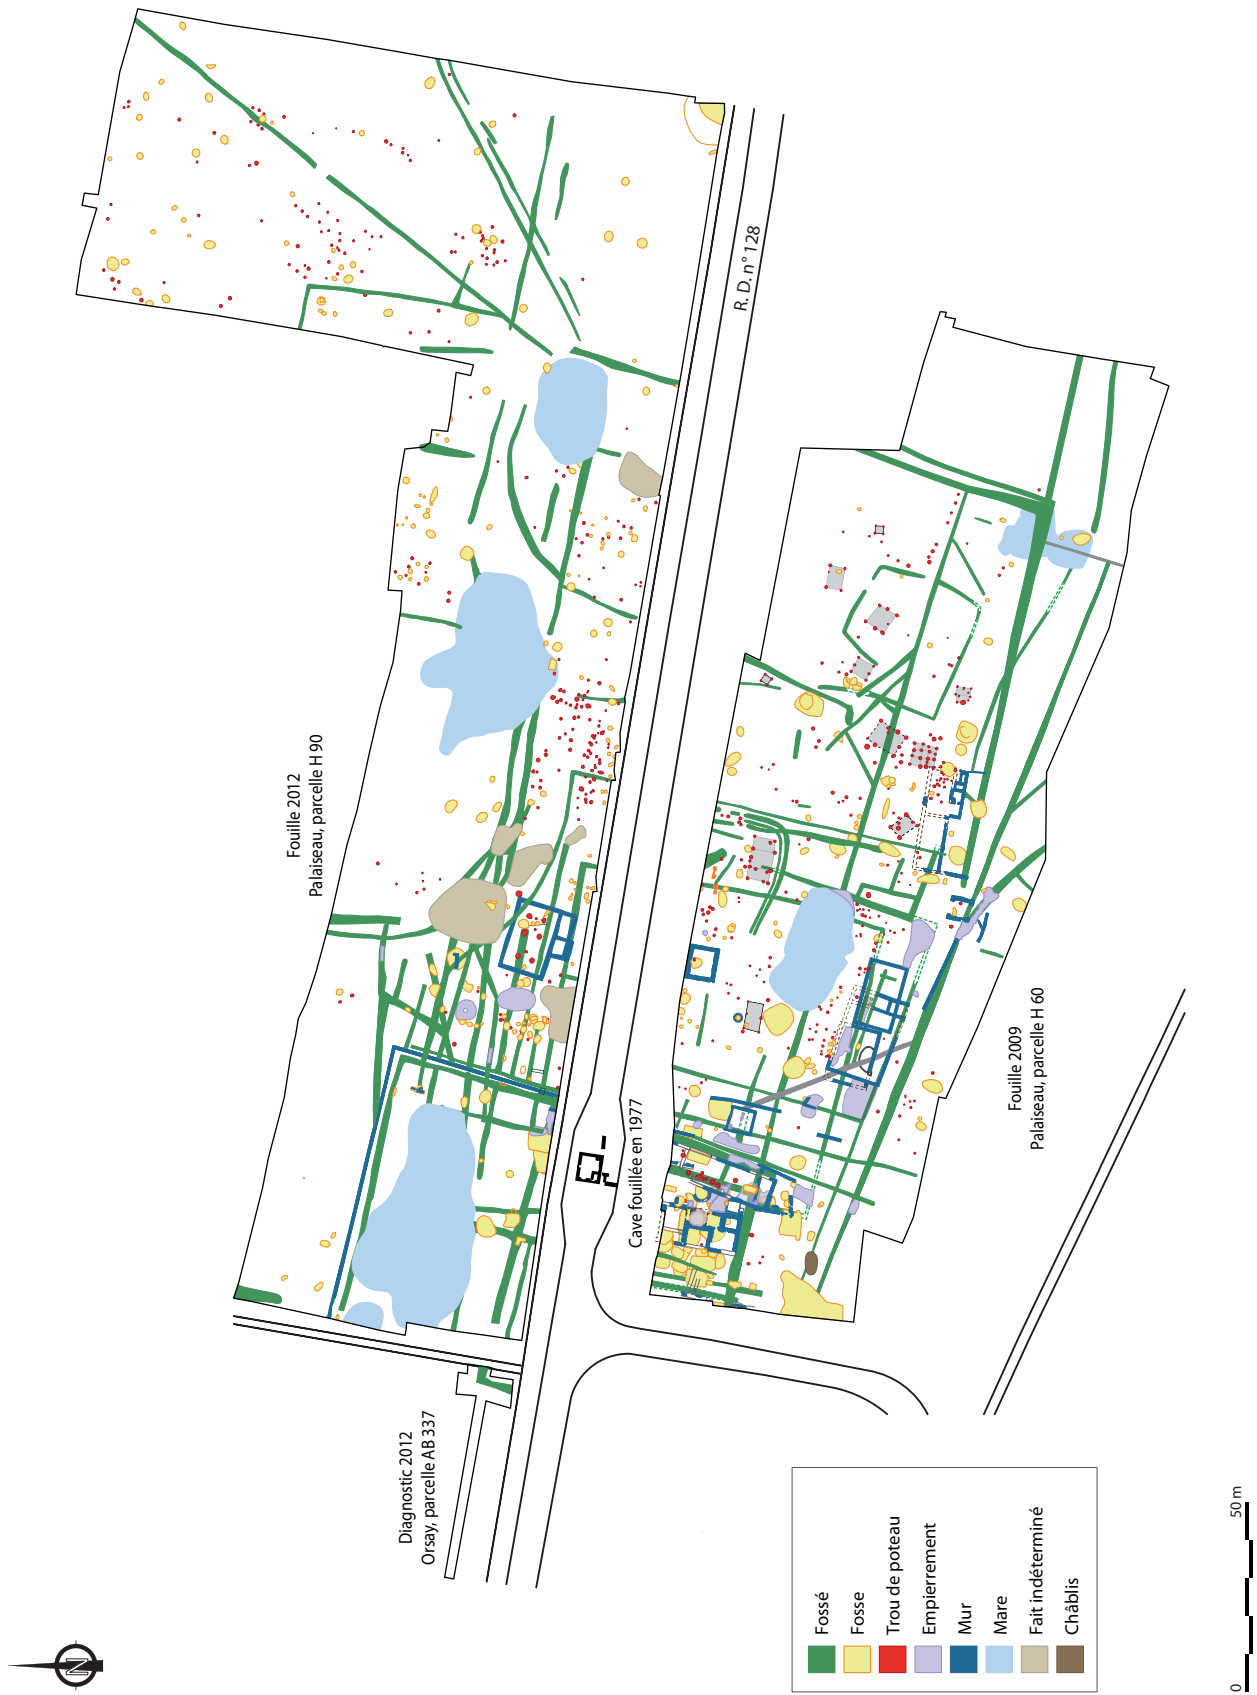 Fouille 2012
Palaiseau, parcelle H 90
R. D. n° 128
Diagnostic 2012
Orsay, parcelle AB 337
Cave fouillée en 1977
Fouille 2009
Palaiseau, parcelle H 60
Fossé
Fosse
Trou de poteau
Empierrement
Mur
Mare
Fait indéterminé
Châblis
N
0
50 m